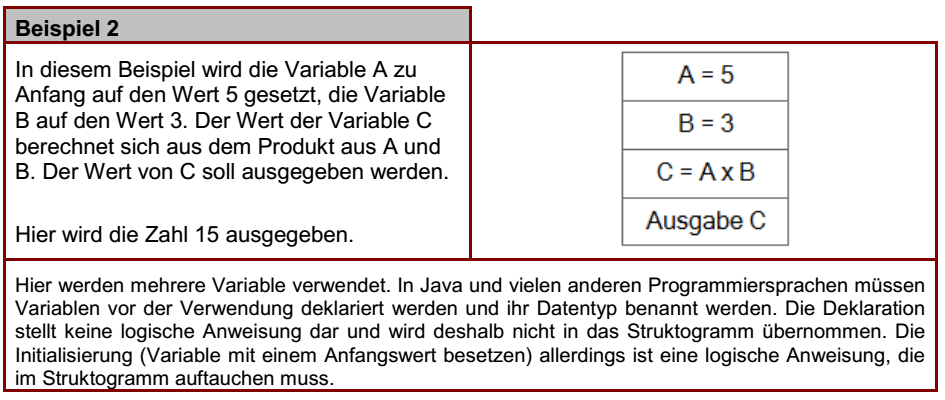 Beispiel 2
In diesem Beispiel wird die Variable A zu
Anfang auf den Wert 5 gesetzt, die Variable
B auf den Wert 3. Der Wert der Variable C
berechnet sich aus dem Produkt aus A und
B. Der Wert von C soll ausgegeben werden.
Hier wird die Zahl 15 ausgegeben.
A = 5
B = 3
C = A x B
Ausgabe C
Hier werden mehrere Variable verwendet. In Java und vielen anderen Programmiersprachen müssen
Variablen vor der Verwendung deklariert werden und ihr Datentyp benannt werden. Die Deklaration
stellt keine logische Anweisung dar und wird deshalb nicht in das Struktogramm übernommen. Die
Initialisierung (Variable mit einem Anfangswert besetzen) allerdings ist eine logische Anweisung, die
im Struktogramm auftauchen muss.